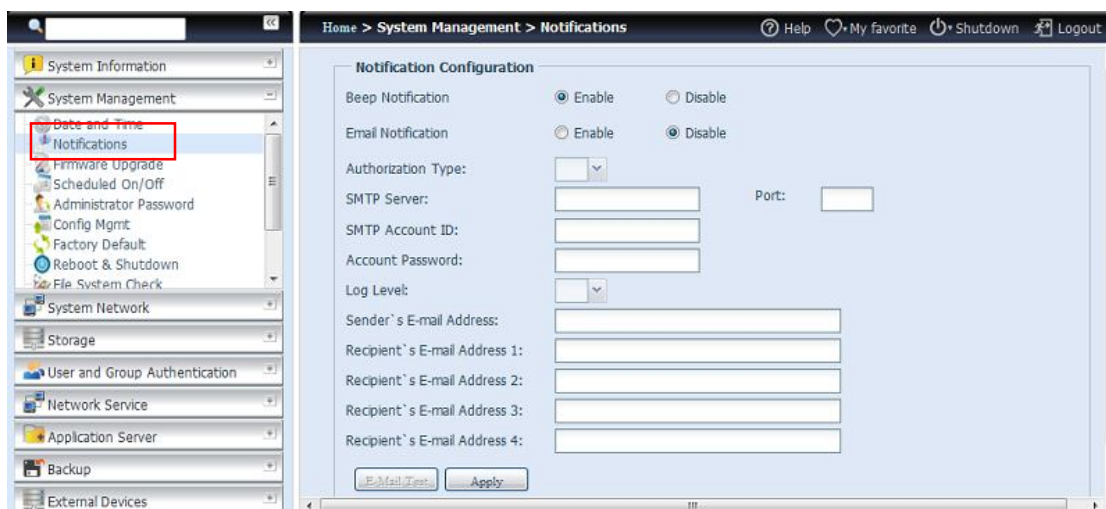 Home > System Management > Notifications
Help My favorite Shutdown Logout
System Information
System Management
Date and Time
Notifications
Firmware Upgrade
Scheduled On/Off
Administrator Password
Config Mgmt
Factory Default
Reboot & Shutdown
File System Check
System Network
Storage
User and Group Authentication
Network Service
Application Server
Backup
External Devices
Notification Configuration
Beep Notification Enable Disable
Email Notification Enable Disable
Authorization Type:
SMTP Server: Port:
SMTP Account ID:
Account Password:
Log Level:
Sender`s E-mail Address:
Recipient`s E-mail Address 1:
Recipient`s E-mail Address 2:
Recipient`s E-mail Address 3:
Recipient`s E-mail Address 4:
E-Mail Test Apply